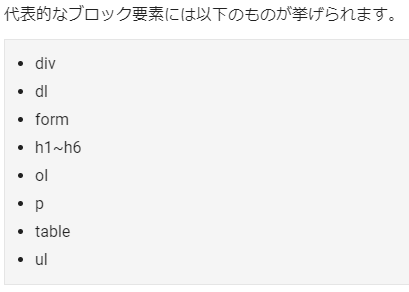 代表的なブロック要素には以下のものが挙げられます。
• div
• dl
• form
• h1~h6
• ol
• p
• table
• ul